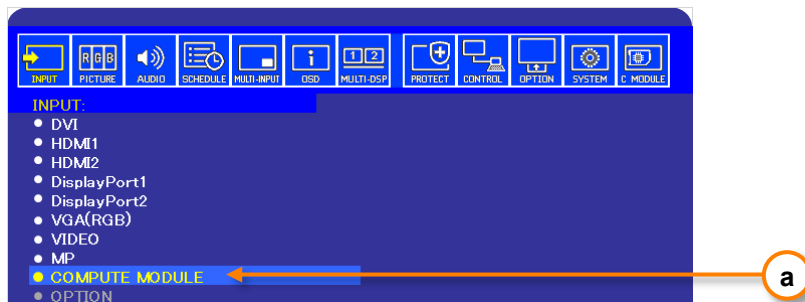 INPUT PICTURE AUDIO SCHEDULE MULTI-INPUT OSD MULTI-DSP PROTECT CONTROL OPTION SYSTEM C MODULE
RGB
i
1 2
INPUT:
DVI
HDMI1
HDMI2
DisplayPort1
DisplayPort2
VGA(RGB)
VIDEO
MP
COMPUTE MODULE
a
OPTION